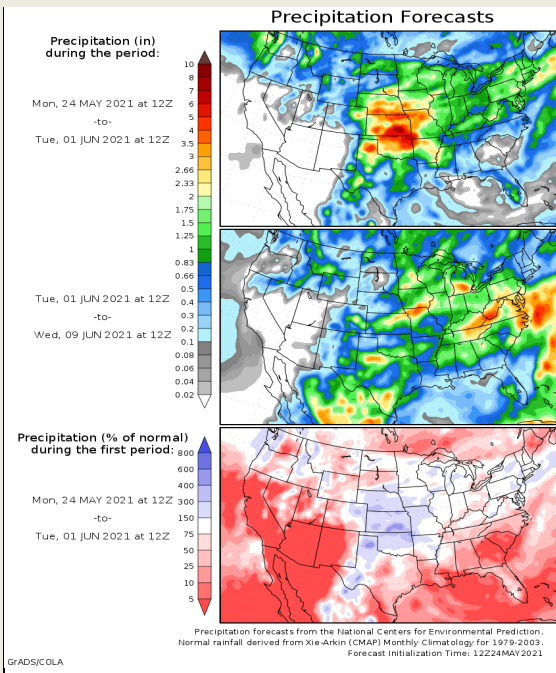 Precipitation Forecasts
Precipitation (in)
during the period:
Mon, 24 MAY 2021 at 12Z
-to-
Tue, 01 JUN 2021 at 12Z
10
8
7
6
5
4
3.5
3
2.66
2.33
2
1.75
1.5
1.25
1
0.83
0.66
0.5
0.4
0.3
0.2
0.1
0.08
0.06
0.04
0.02
Tue, 01 JUN 2021 at 12Z
-to-
Wed, 09 JUN 2021 at 12Z
Precipitation (% of normal)
during the first period:
Mon, 24 MAY 2021 at 12Z
-to-
Tue, 01 JUN 2021 at 12Z
800
600
400
300
150
75
50
25
10
5
Precipitation forecasts from the National Centers for Environmental Prediction.
Normal rainfall derived from Xie-Arkin (CMAP) Monthly Climatology for 1979-2003.
Forecast Initialization Time: 12Z24MAY2021
GrADS/COLA